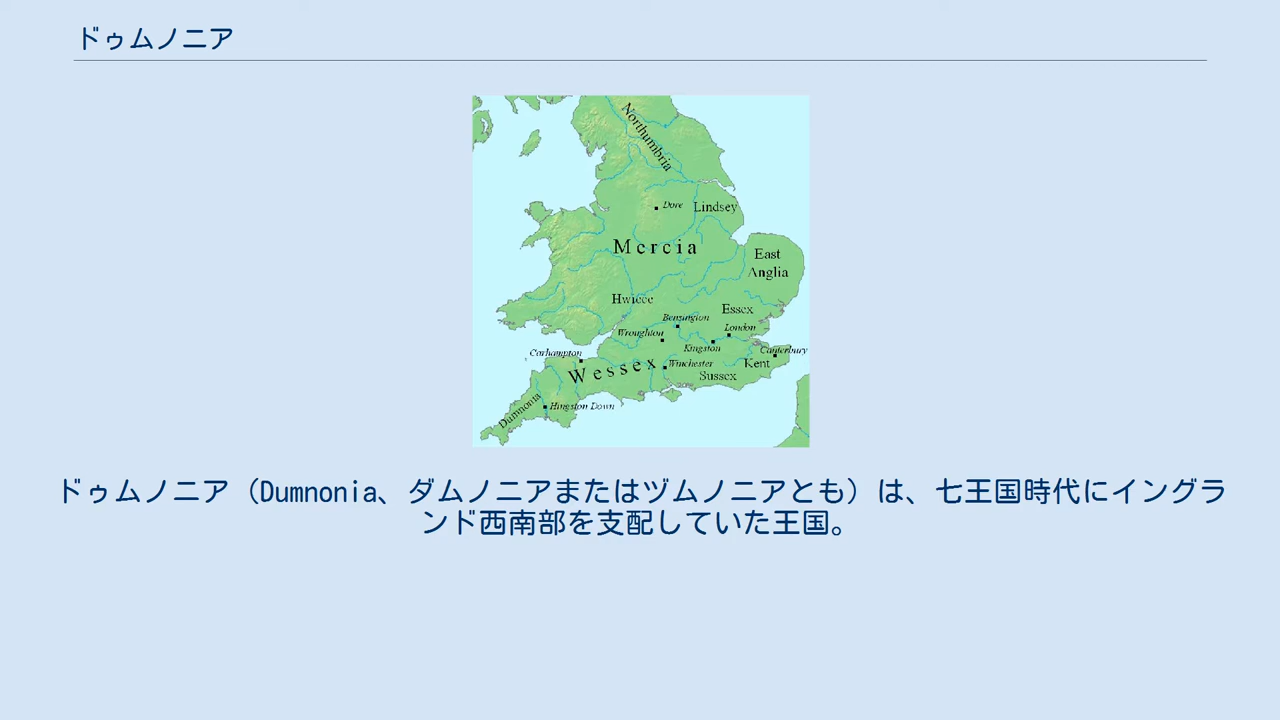 ドゥムノニア
Northumbria
Dore
Lindsey
Mercia
East
Anglia
Hwicce
Essex
Bensington
London
Wroughton
Kingston
Canterbury
Carhampton
Wessex
Winchester
Kent
Sussex
Dumnonia
Hingston Down
ドゥムノニア（Dumnonia、ダムノニアまたはヅムノニアとも）は、七王国時代にイングラ
ンド西南部を支配していた王国。